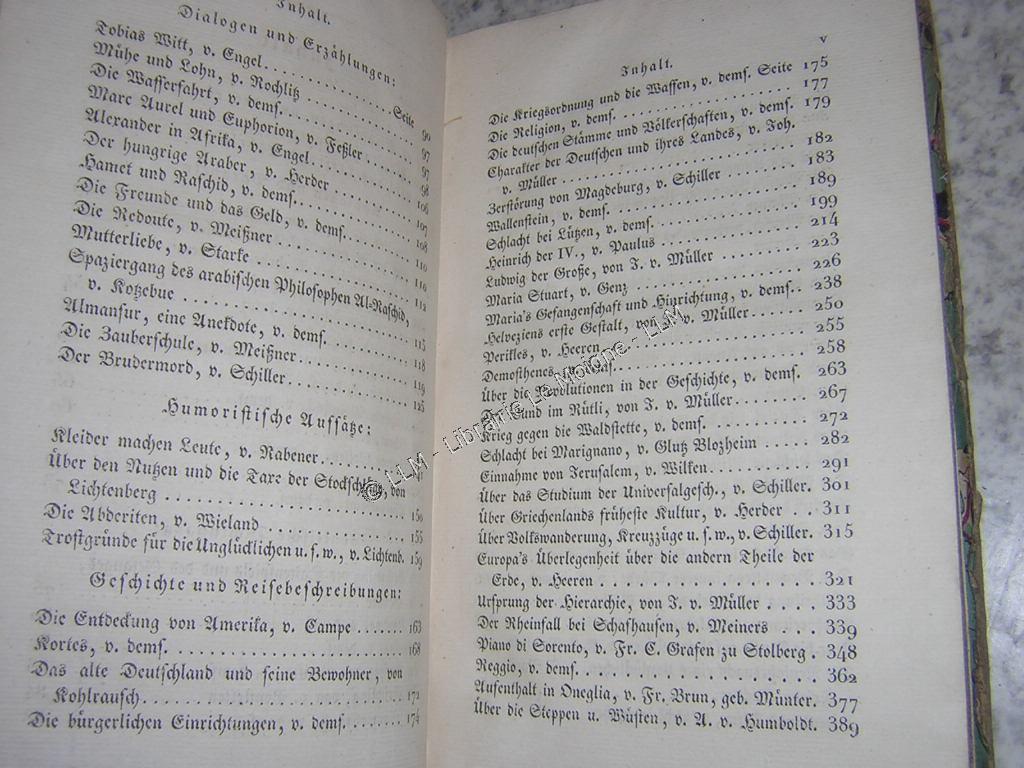 Inhalt.
Dialogen und Erzählungen:
Tobias Witt, v. Engel. . . . . . . . . . . . . . . . Seite 90
Mühe und Lohn, v. Rochlitz . . . . . . . . . . . . 97
Die Wasserfahrt, v. dems. . . . . . . . . . . . . . 97
Marc Aurel und Euphorion, v. Feßler . . . . . . . 98
Alexander in Afrika, v. Engel . . . . . . . . . . . 106
Der hungrige Araber, v. Herder . . . . . . . . . . 107
Hamet und Raschid, v. dems. . . . . . . . . . . . 108
Die Freunde und das Geld, v. dems. . . . . . . . 110
Die Redoute, v. Meißner . . . . . . . . . . . . . . 110
Mutterliebe, v. Starke . . . . . . . . . . . . . . . 112
Spaziergang des arabischen Philosophen Al-Raschid,
v. Kotzebue . . . . . . . . . . . . . . . . . . . . 115
Almansur, eine Anekdote, v. dems. . . . . . . . . 118
Die Zauberschule, v. Meißner . . . . . . . . . . . 119
Der Brudermord, v. Schiller . . . . . . . . . . . . 125
Humoristische Aufsätze:
Kleider machen Leute, v. Rabener . . . . . . . .
Über den Nutzen und die Taxe der Stockschläge, von
Lichtenberg . . . . . . . . . . . . . . . . . . . . 150
Die Abderiten, v. Wieland . . . . . . . . . . . . . 155
Trostgründe für die Unglücklichen u. s. w., v. Lichtenb. 159
Geschichte und Reisebeschreibungen:
Die Entdeckung von Amerika, v. Campe . . . . . . . 163
Kortes, v. dems. . . . . . . . . . . . . . . . . . . 168
Das alte Deutschland und seine Bewohner, von
Kohlrausch . . . . . . . . . . . . . . . . . . . . 172
Die bürgerlichen Einrichtungen, v. dems. . . . . . 174
v
Inhalt.
Die Kriegsordnung und die Waffen, v. dems. Seite 175
Die Religion, v. dems. . . . . . . . . . . . . . . . 177
Die deutschen Stämme und Völkerschaften, v. dems. 179
Charakter der Deutschen und ihres Landes, v. Joh.
v. Müller . . . . . . . . . . . . . . . . . . . . . 182
Zerstörung von Magdeburg, v. Schiller . . . . . . 183
Wallenstein, v. dems. . . . . . . . . . . . . . . . 189
Schlacht bei Lützen, v. dems. . . . . . . . . . . . 199
Heinrich der IV., v. Paulus . . . . . . . . . . . . 214
Ludwig der Große, von J. v. Müller . . . . . . . . 223
Maria Stuart, v. Genz . . . . . . . . . . . . . . . 226
Maria's Gefangenschaft und Hinrichtung, v. dems. . 238
Helveziens erste Gestalt, von J. v. Müller . . . . 250
Perikles, v. Heeren . . . . . . . . . . . . . . . . 255
Demosthenes, v. dems. . . . . . . . . . . . . . . . 258
Über die Revolutionen in der Geschichte, v. dems. 263
Der Bund im Rütli, von J. v. Müller . . . . . . . . 267
Krieg gegen die Waldstette, v. dems. . . . . . . . 272
Schlacht bei Marignano, v. Glutz Blozheim . . . . 282
Einnahme von Jerusalem, v. Wilken . . . . . . . . 291
Über das Studium der Universalgesch., v. Schiller. 301
Über Griechenlands früheste Kultur, v. Herder . . 311
Über Volkswanderung, Kreuzzüge u. s. w., v. Schiller. 315
Europa's Überlegenheit über die andern Theile der
Erde, v. Heeren . . . . . . . . . . . . . . . . . . 321
Ursprung der Hierarchie, von J. v. Müller . . . . 333
Der Rheinfall bei Schafhausen, v. Meiners . . . . 339
Piano di Sorento, v. Fr. C. Grafen zu Stolberg . 348
Reggio, v. dems. . . . . . . . . . . . . . . . . . . 362
Aufenthalt in Oneglia, v. Fr. Brun, geb. Münter. 377
Über die Steppen u. Wüsten, v. A. v. Humboldt. 389
© LLM - Librairie Le Moigne - LLM